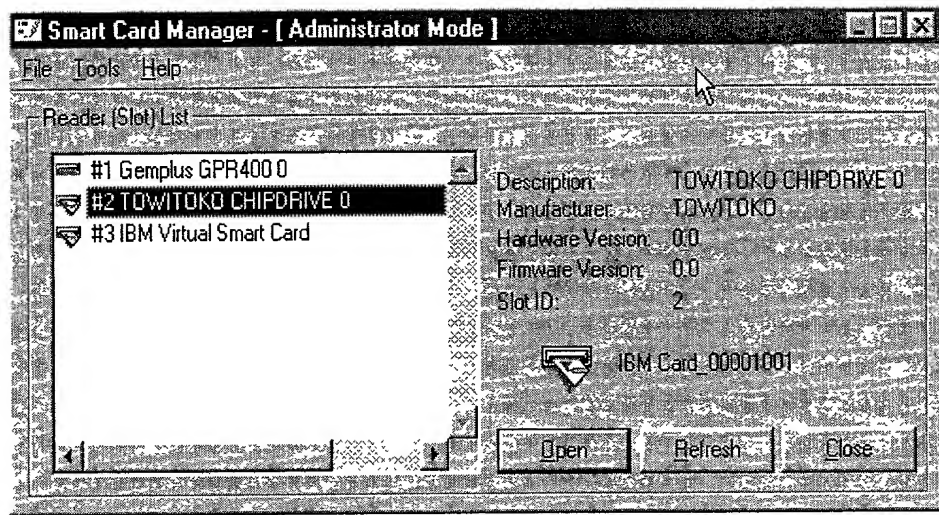 Smart Card Manager - [ Administrator Mode ]
File Tools Help
Reader (Slot) List
#1 Gemplus GPR400 0
#2 TOWITOKO CHIPDRIVE 0
#3 IBM Virtual Smart Card
Description: TOWITOKO CHIPDRIVE 0
Manufacturer: TOWITOKO
Hardware Version: 0.0
Firmware Version: 0.0
Slot ID: 2
IBM Card_00001001
Open Refresh Close